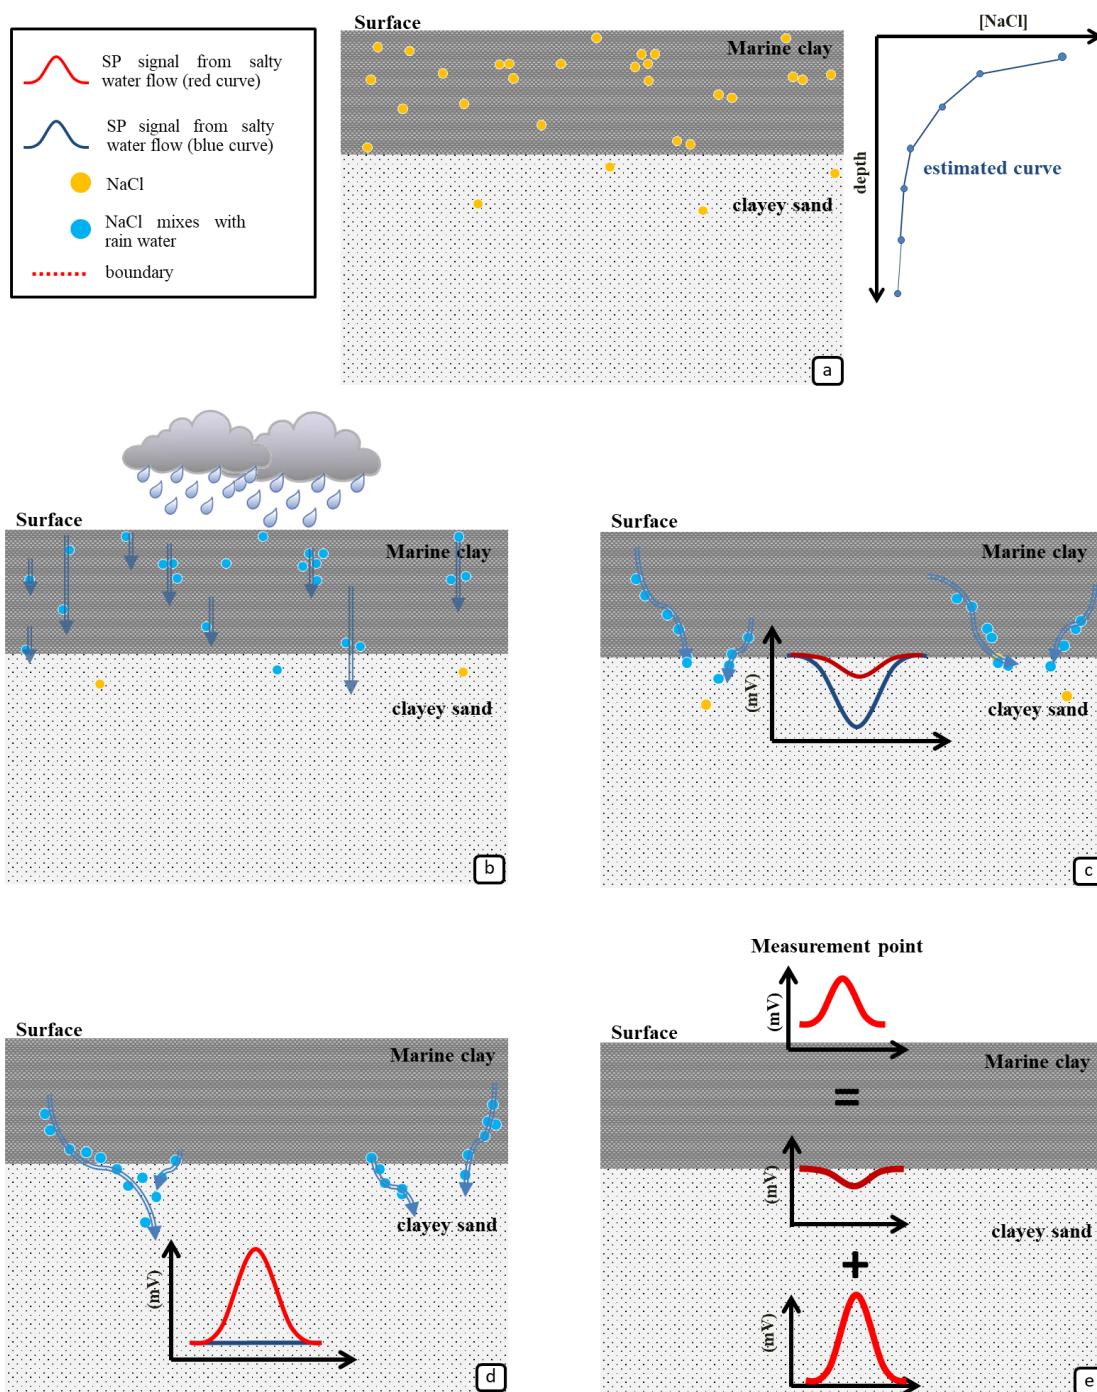 SP signal from salty
water flow (red curve)
SP signal from salty
water flow (blue curve)
NaCl
NaCl mixes with
rain water
boundary
Surface
Marine clay
clayey sand
a
[NaCl]
depth
estimated curve
Surface
Marine clay
clayey sand
b
Surface
Marine clay
(mV)
clayey sand
c
Surface
Marine clay
clayey sand
(mV)
d
Measurement point
(mV)
Surface
Marine clay
=
(mV)
clayey sand
+
(mV)
e